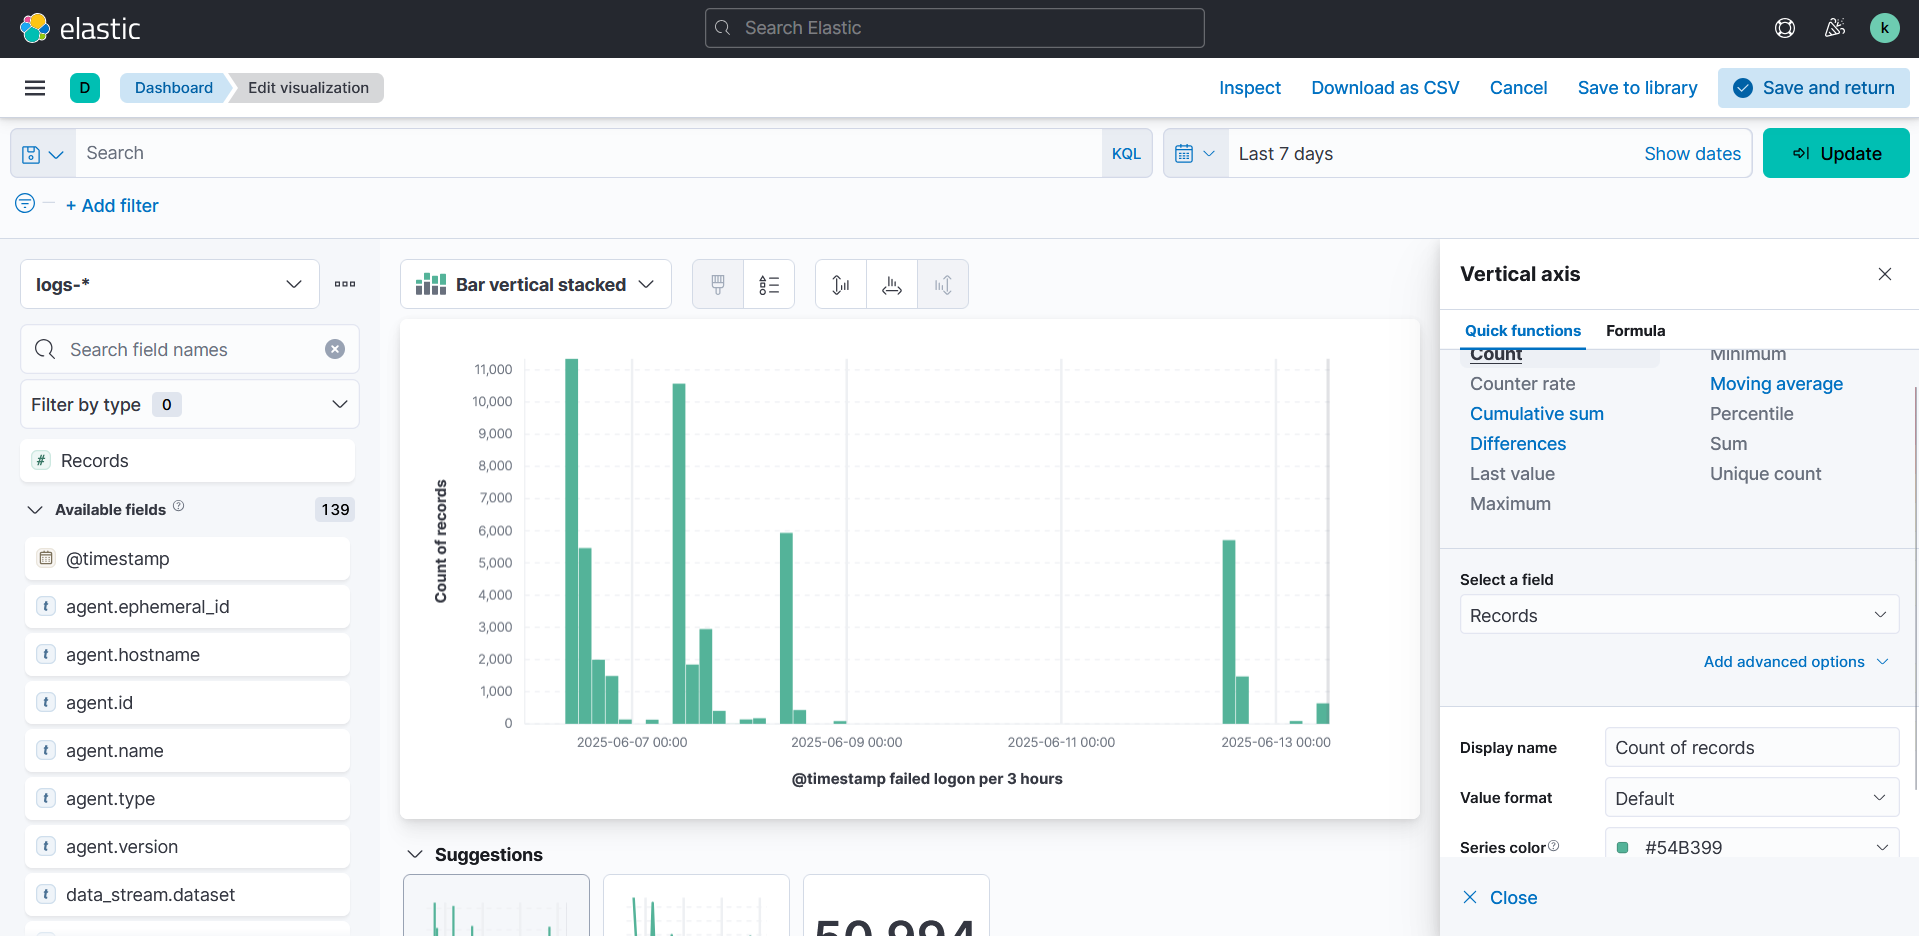 elastic
Search Elastic
k
D
Dashboard
Edit visualization
Inspect
Download as CSV
Cancel
Save to library
Save and return
Search
KQL
Last 7 days
Show dates
Update
+ Add filter
logs-*
Search field names
Filter by type 0
# Records
Available fields 139
@timestamp
t agent.ephemeral_id
t agent.hostname
t agent.id
t agent.name
t agent.type
t agent.version
t data_stream.dataset
Bar vertical stacked
Count of records
11,000
10,000
9,000
8,000
7,000
6,000
5,000
4,000
3,000
2,000
1,000
0
2025-06-07 00:00
2025-06-09 00:00
2025-06-11 00:00
2025-06-13 00:00
@timestamp failed logon per 3 hours
Suggestions
50,994
Vertical axis
Quick functions
Formula
Count
Minimum
Counter rate
Moving average
Cumulative sum
Percentile
Differences
Sum
Last value
Unique count
Maximum
Select a field
Records
Add advanced options
Display name
Count of records
Value format
Default
Series color
#54B399
Close